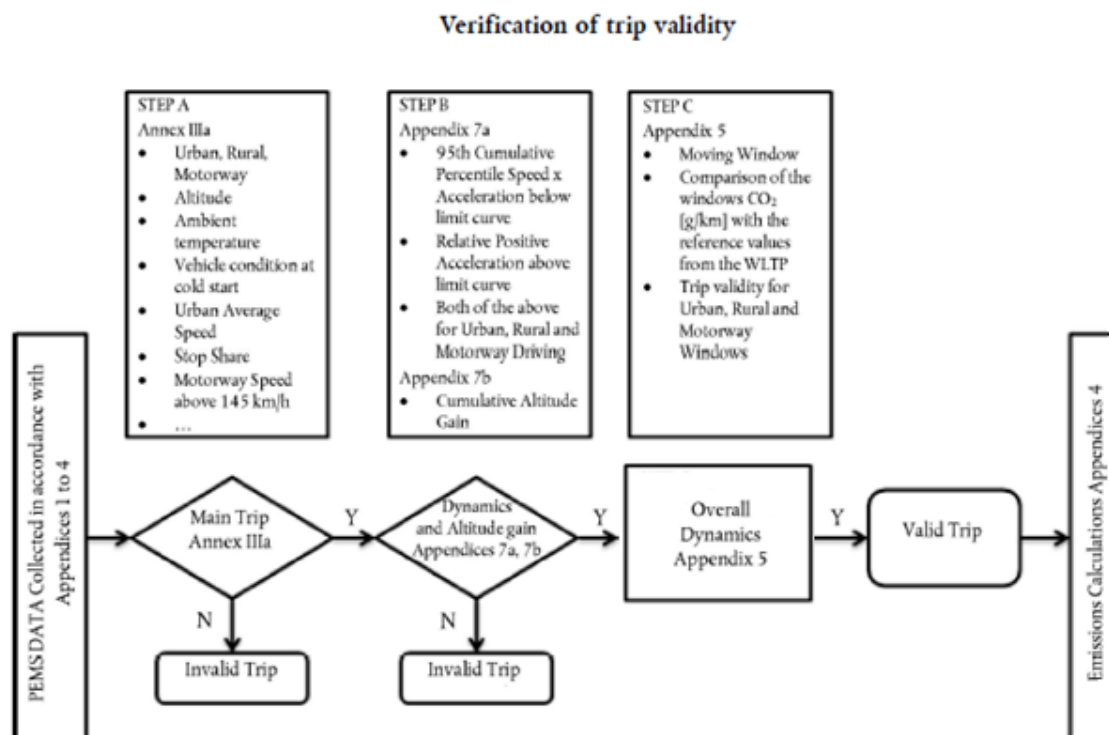 Verification of trip validity
STEP A
Annex IIIa
• Urban, Rural,
Motorway
• Altitude
• Ambient
temperature
• Vehicle condition at
cold start
• Urban Average
Speed
• Stop Share
• Motorway Speed
above 145 km/h
• ...
STEP B
Appendix 7a
• 95th Cumulative
Percentile Speed x
Acceleration below
limit curve
• Relative Positive
Acceleration above
limit curve
• Both of the above
for Urban, Rural and
Motorway Driving
Appendix 7b
• Cumulative Altitude
Gain
STEP C
Appendix 5
• Moving Window
• Comparison of the
windows CO₂
[g/km] with the
reference values
from the WLTP
• Trip validity for
Urban, Rural and
Motorway
Windows
PEMS DATA Collected in accordance with
Appendices 1 to 4
Main Trip
Annex IIIa
Y
N
Invalid Trip
Dynamics
and Altitude gain
Appendices 7a, 7b
Y
N
Invalid Trip
Overall
Dynamics
Appendix 5
Y
Valid Trip
Emissions Calculations Appendices 4